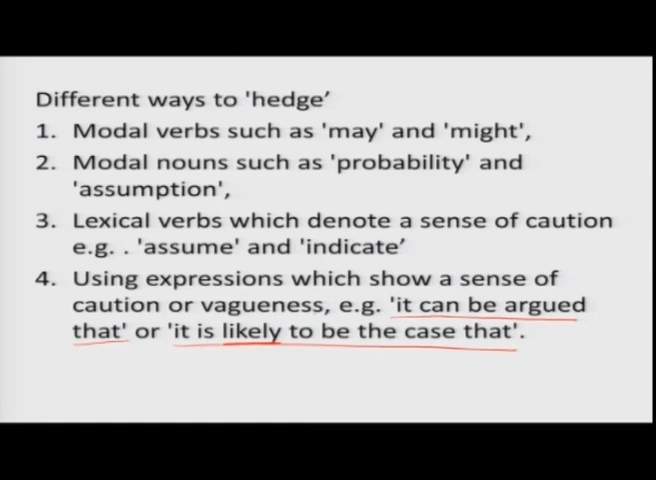 Different ways to 'hedge’
1. Modal verbs such as 'may' and 'might',
2. Modal nouns such as 'probability' and
'assumption',
3. Lexical verbs which denote a sense of caution
e.g. . 'assume' and 'indicate’
4. Using expressions which show a sense of
caution or vagueness, e.g. 'it can be argued
that' or 'it is likely to be the case that'.